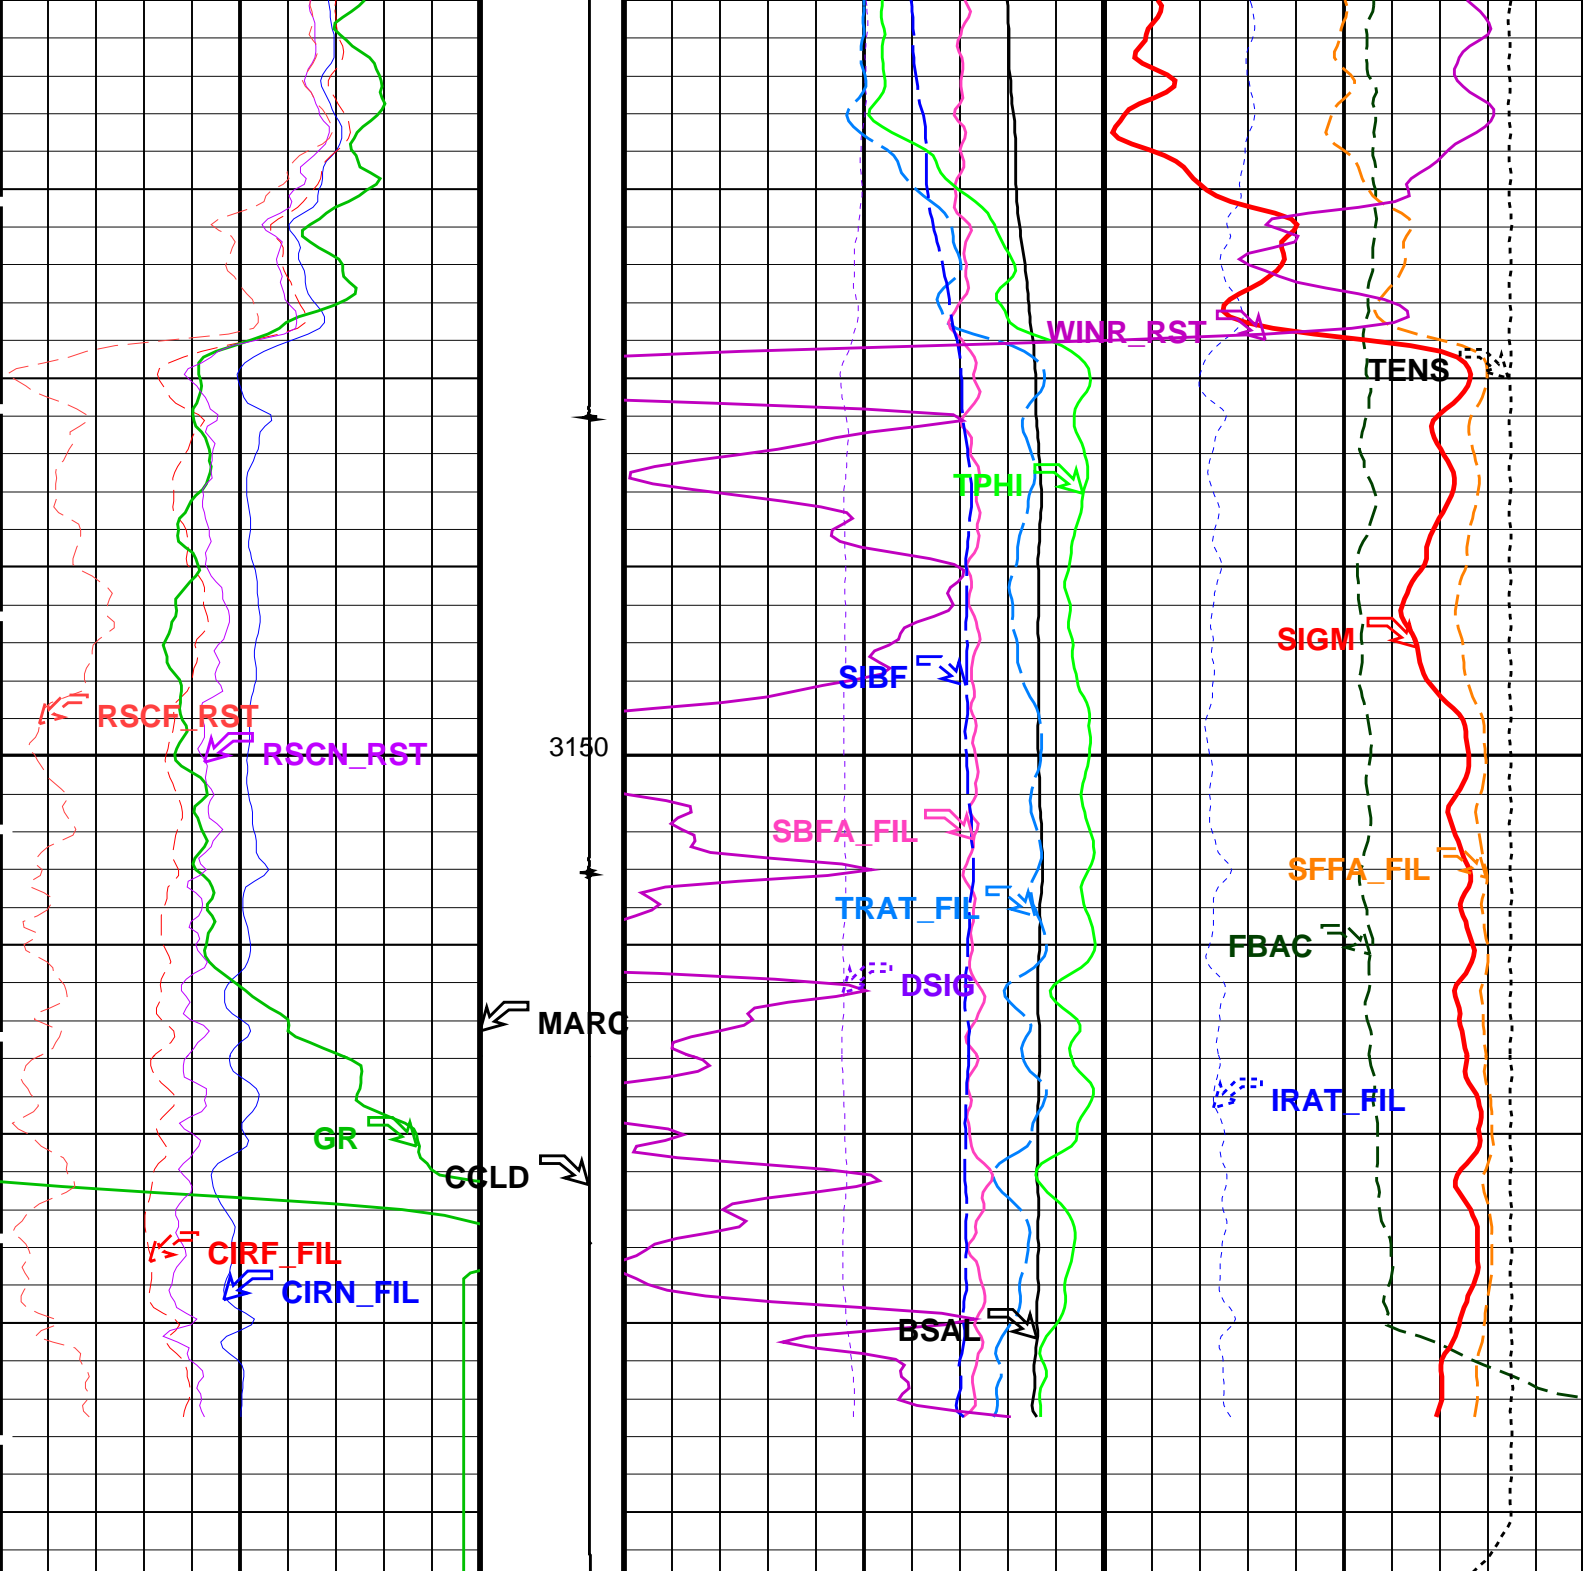 WINR_RST
TENS
TPHI
SIGM
SIBF
RSCF_RST
RSCN_RST
3150
SBFA_FIL
SFFA_FIL
TRAT_FIL
FBAC
DSIG
MARC
IRAT_FIL
GR
CCLD
CIRF_FIL
CIRN_FIL
BSAL